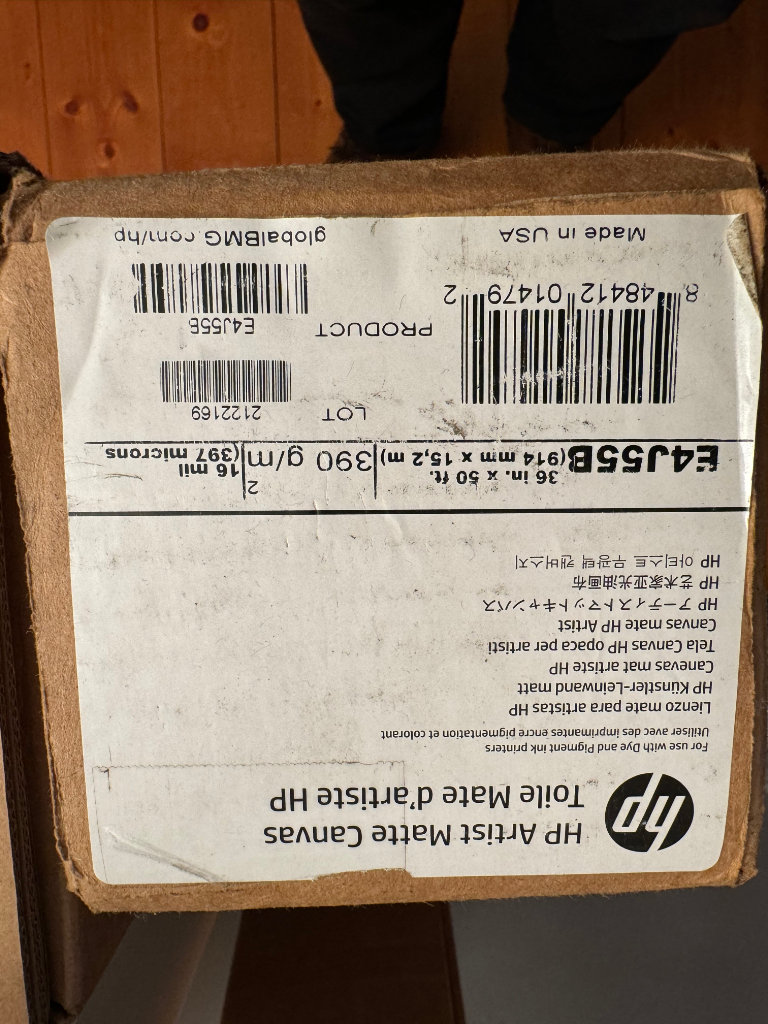 hp
HP Artist Matte Canvas
Toile Mate d'artiste HP
For use with Dye and Pigment ink printers
Utiliser avec des imprimantes encre pigmentation et colorant
Lienzo mate para artistas HP
HP Künstler-Leinwand matt
Canevas mat artiste HP
Tela Canvas HP opaca per artisti
Canvas mate HP Artist
HP アーティストマットキャンバス
HP 艺术家亚光油画布
HP 아티스트 무광택 캔버스지
E4J55B
36 in. x 50 ft.
(914 mm x 15,2 m)
390 g/m2
16 mil
(397 microns
8 48412 01479 2
LOT
2122169
PRODUCT
E4J55B
Made in USA
globalBMG.com/hp